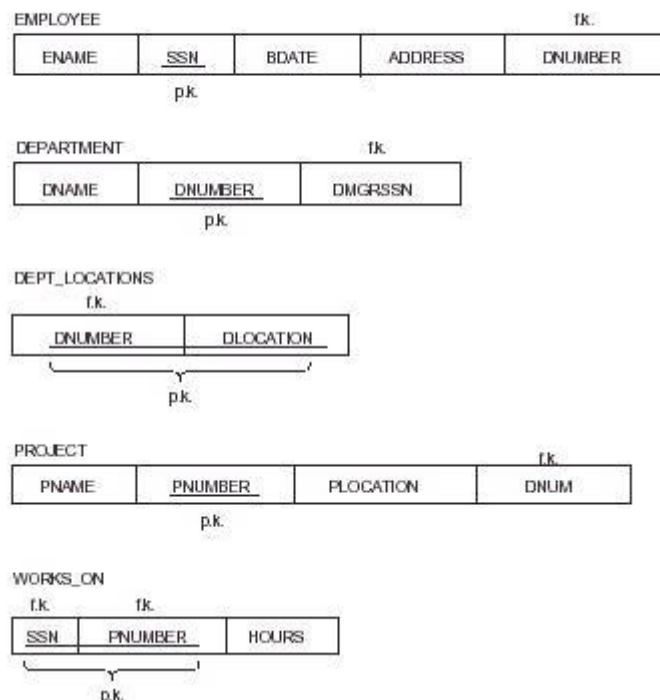 EMPLOYEE f.k.
ENAME SSN BDATE ADDRESS DNUMBER
p.k.
DEPARTMENT f.k.
DNAME DNUMBER DMGRSSN
p.k.
DEPT_LOCATIONS
f.k.
DNUMBER DLOCATION
p.k.
PROJECT f.k.
PNAME PNUMBER PLOCATION DNUM
p.k.
WORKS_ON
f.k. f.k.
SSN PNUMBER HOURS
p.k.